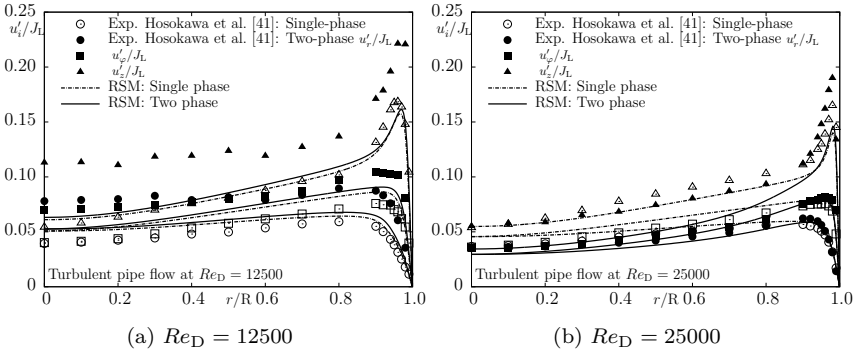 u′i/JL
0.25
0.20
0.15
0.10
0.05
0
Exp. Hosokawa et al. [41]: Single-phase
Exp. Hosokawa et al. [41]: Two-phase u′r/JL
u′φ/JL
u′z/JL
RSM: Single phase
RSM: Two phase
Turbulent pipe flow at ReD = 12500
0.0 0.2 r/R 0.6 0.8 1.0
(a) ReD = 12500
u′i/JL
0.25
0.20
0.15
0.10
0.05
0
Exp. Hosokawa et al. [41]: Single-phase
Exp. Hosokawa et al. [41]: Two-phase u′r/JL
u′φ/JL
u′z/JL
RSM: Single phase
RSM: Two phase
Turbulent pipe flow at ReD = 25000
0.0 0.2 r/R 0.6 0.8 1.0
(b) ReD = 25000